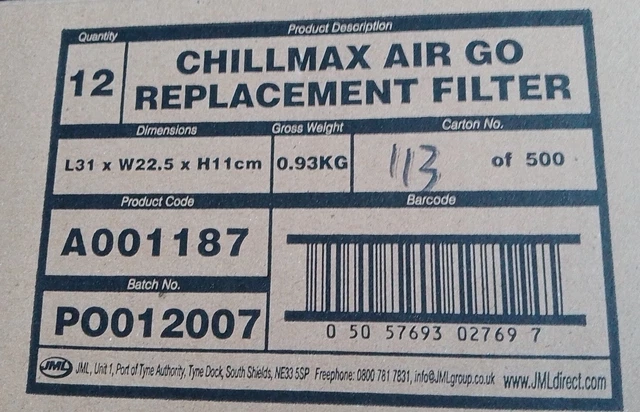 Quantity
Product Description
12
CHILLMAX AIR GO
REPLACEMENT FILTER
Dimensions
Gross Weight
Carton No.
L31 x W22.5 x H11cm
0.93KG
113 of 500
Product Code
Barcode
A001187
Batch No.
PO012007
0 50 57693 02769 7
JML JML, Unit 1, Port of Tyne Authority, Tyne Dock, South Shields, NE33 5SP Freephone: 0800 781 7831, info@JMLgroup.co.uk www.JMLdirect.com